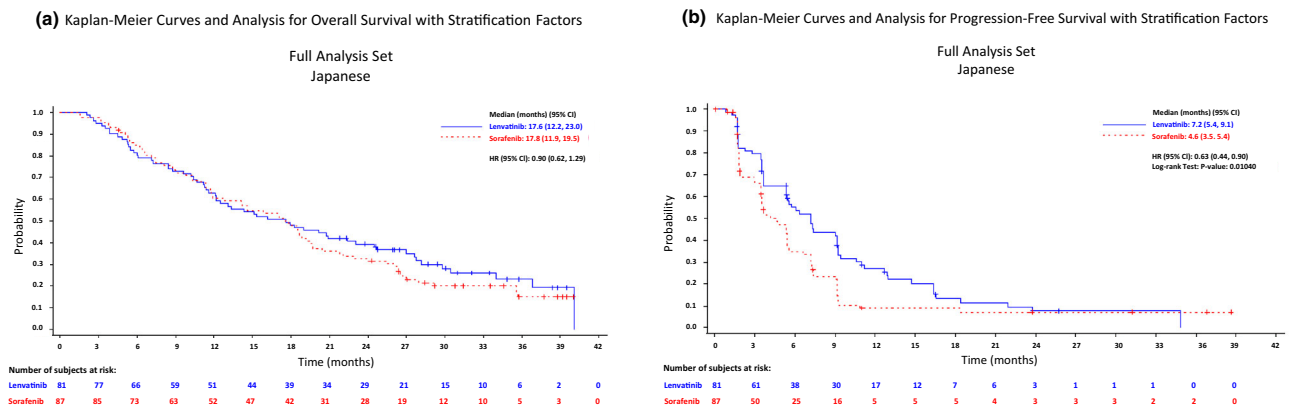 (a) Kaplan-Meier Curves and Analysis for Overall Survival with Stratification Factors
Full Analysis Set
Japanese
Median (months) (95% CI)
Lenvatinib: 17.6 (12.2, 23.0)
Sorafenib: 17.8 (11.9, 19.5)
HR (95% CI): 0.90 (0.62, 1.29)
Probability
1.0
0.9
0.8
0.7
0.6
0.5
0.4
0.3
0.2
0.1
0.0
0 3 6 9 12 15 18 21 24 27 30 33 36 39 42
Time (months)
Number of subjects at risk:
Lenvatinib 81 77 66 59 51 44 39 34 29 21 15 10 6 2 0
Sorafenib 87 85 73 63 52 47 42 31 28 19 12 10 5 3 0
(b) Kaplan-Meier Curves and Analysis for Progression-Free Survival with Stratification Factors
Full Analysis Set
Japanese
Median (months) (95% CI)
Lenvatinib: 7.2 (5.4, 9.1)
Sorafenib: 4.6 (3.5, 5.4)
HR (95% CI): 0.63 (0.44, 0.90)
Log-rank Test: P-value: 0.01040
Probability
1.0
0.9
0.8
0.7
0.6
0.5
0.4
0.3
0.2
0.1
0.0
0 3 6 9 12 15 18 21 24 27 30 33 36 39 42
Time (months)
Number of subjects at risk:
Lenvatinib 81 61 38 30 17 12 7 6 3 1 1 1 0 0
Sorafenib 87 50 25 16 5 5 5 4 3 3 3 2 2 0